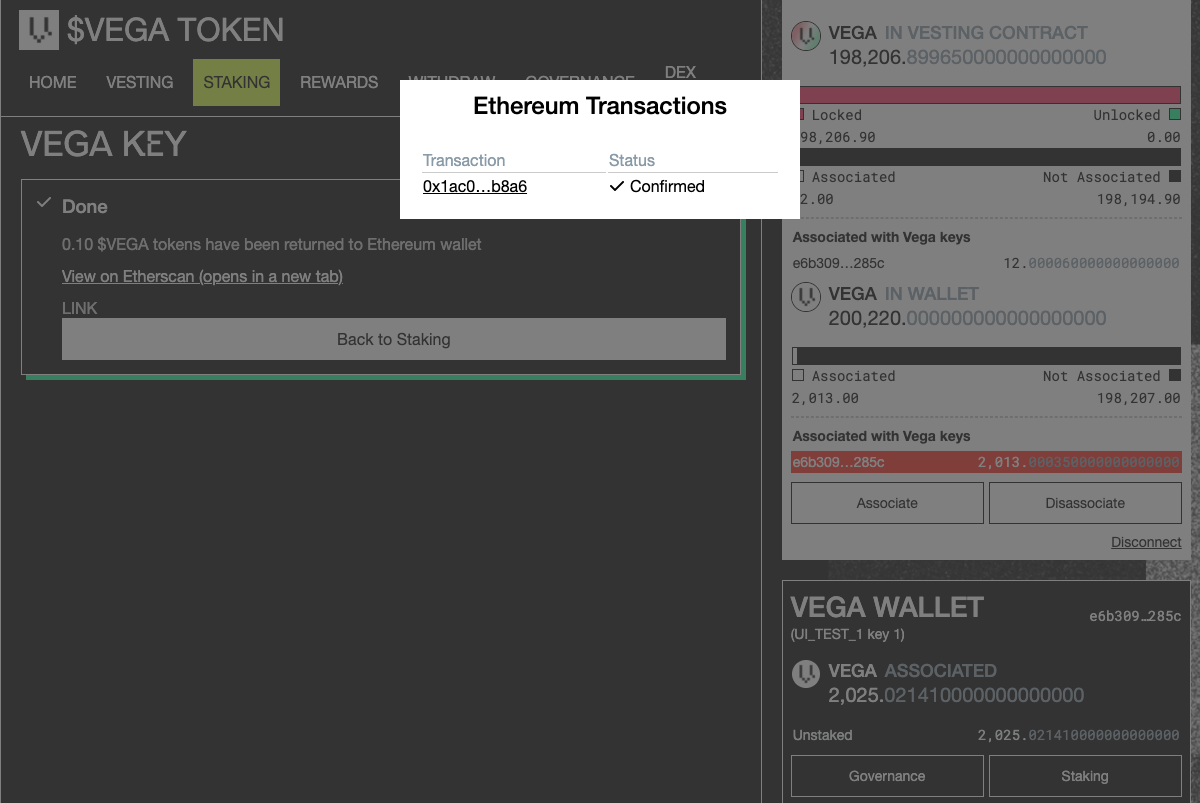 $VEGA TOKEN
HOME VESTING STAKING REWARDS WITHDRAW GOVERNANCE DEX
VEGA KEY
Done
0.10 $VEGA tokens have been returned to Ethereum wallet
View on Etherscan (opens in a new tab)
LINK
Back to Staking
Ethereum Transactions
Transaction Status
0x1ac0…b8a6 Confirmed
VEGA IN VESTING CONTRACT
198,206.899650000000000000
Locked Unlocked
98,206.90 0.00
Associated Not Associated
2.00 198,194.90
Associated with Vega keys
e6b309…285c 12.000060000000000000
VEGA IN WALLET
200,220.000000000000000000
Associated Not Associated
2,013.00 198,207.00
Associated with Vega keys
e6b309…285c 2,013.000350000000000000
Associate Disassociate
Disconnect
VEGA WALLET e6b309…285c
(UI_TEST_1 key 1)
VEGA ASSOCIATED
2,025.021410000000000000
Unstaked 2,025.021410000000000000
Governance Staking